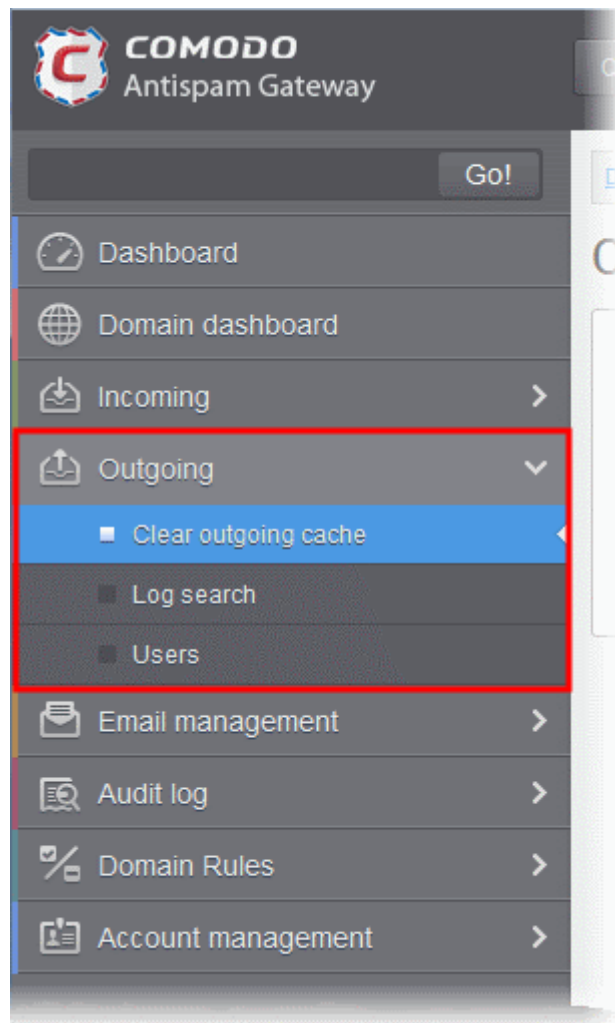 COMODO
Antispam Gateway
Go!
Dashboard
Domain dashboard
Incoming
Outgoing
Clear outgoing cache
Log search
Users
Email management
Audit log
Domain Rules
Account management